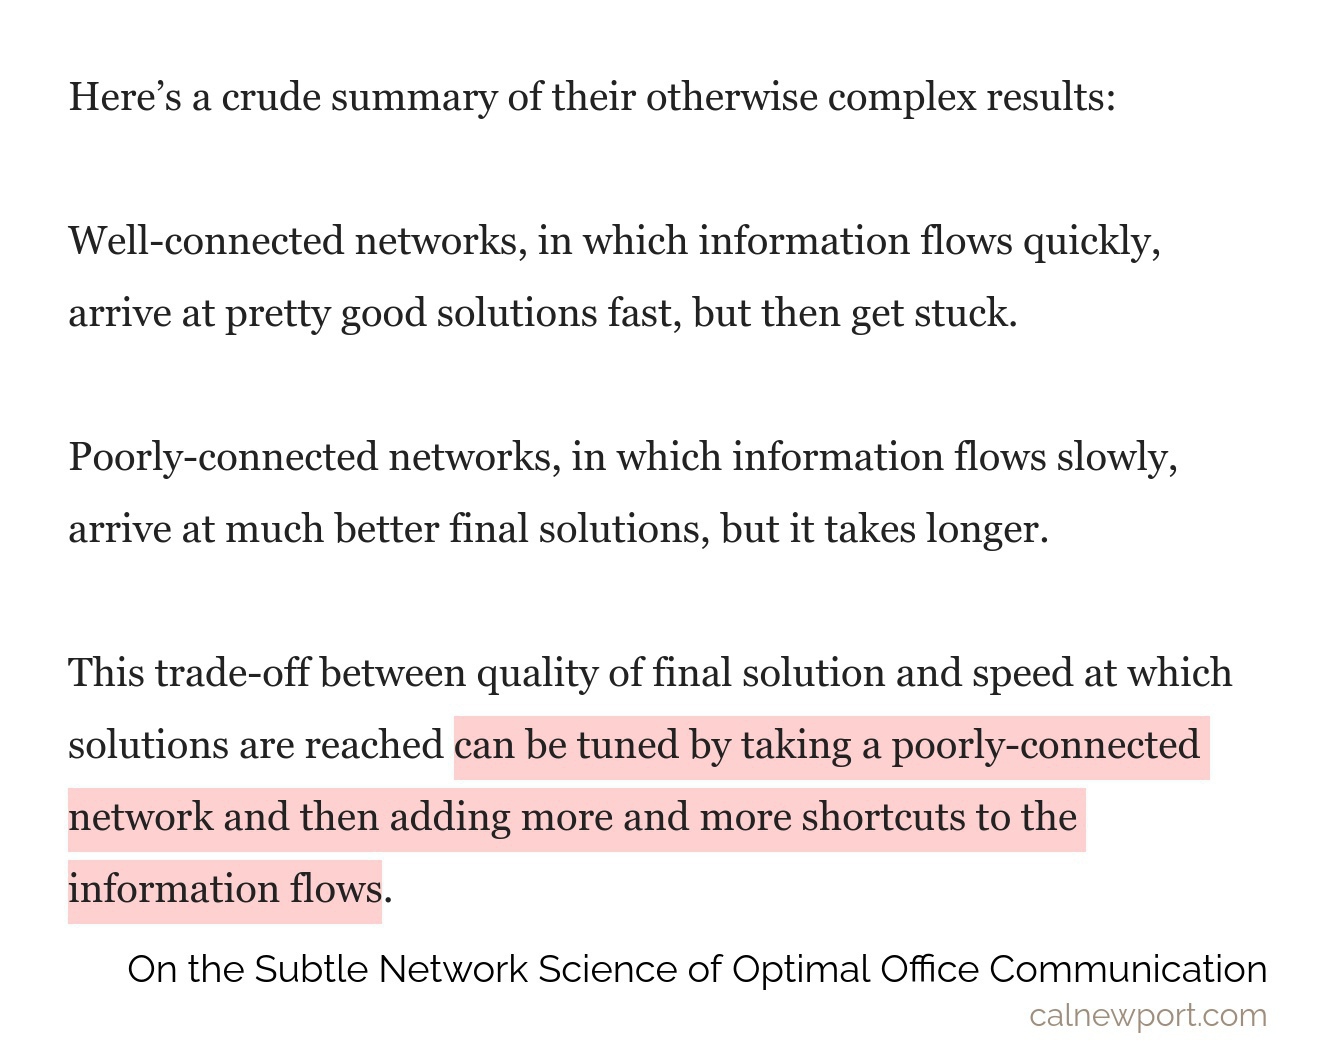 Here’s a crude summary of their otherwise complex results:
Well-connected networks, in which information flows quickly,
arrive at pretty good solutions fast, but then get stuck.
Poorly-connected networks, in which information flows slowly,
arrive at much better final solutions, but it takes longer.
This trade-off between quality of final solution and speed at which
solutions are reached can be tuned by taking a poorly-connected
network and then adding more and more shortcuts to the
information flows.
On the Subtle Network Science of Optimal Office Communication
calnewport.com